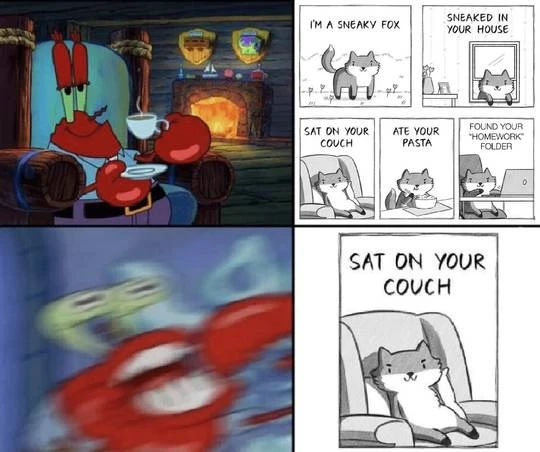 I'M A SNEAKY FOX
SNEAKED IN
YOUR HOUSE
SAT ON YOUR
COUCH
ATE YOUR
PASTA
FOUND YOUR
"HOMEWORK"
FOLDER
SAT ON YOUR
COUCH